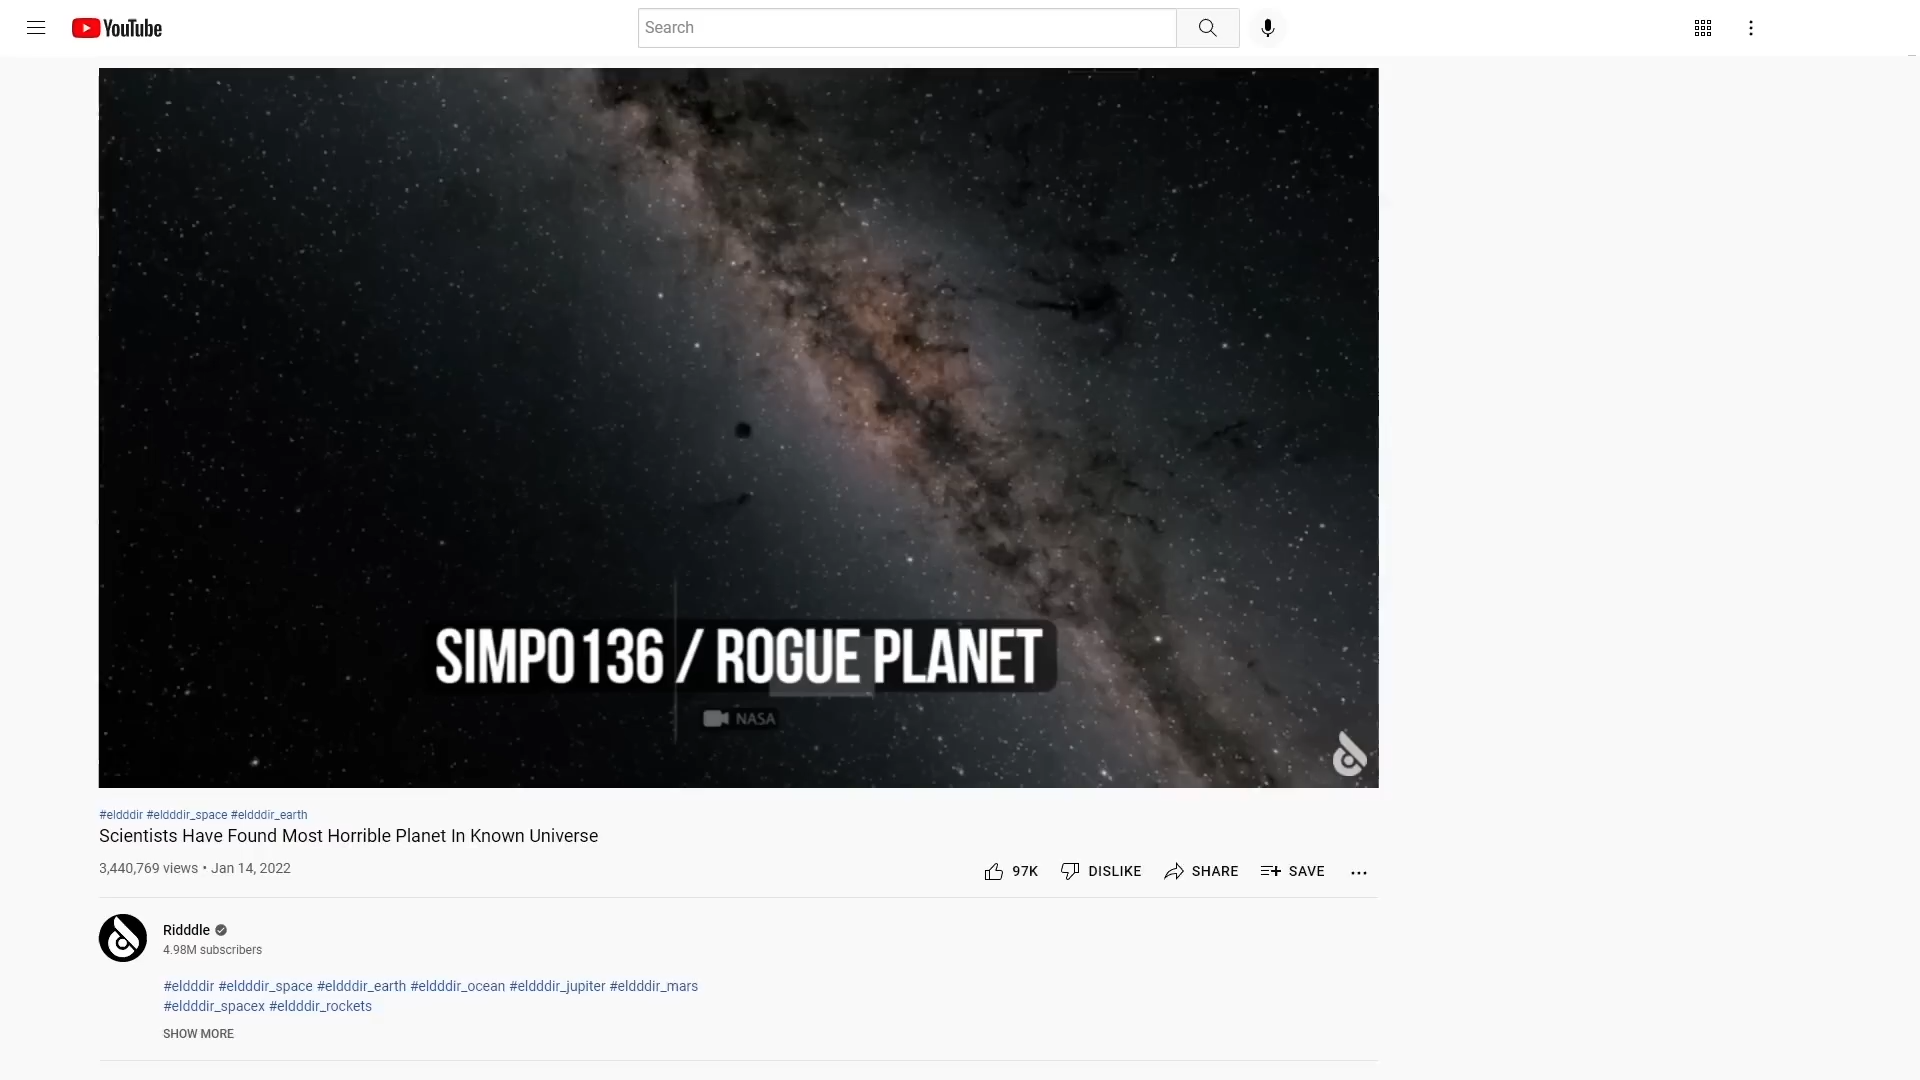 YouTube
Search
SIMP0136 / ROGUE PLANET
NASA
#eldddir #eldddir_space #eldddir_earth
Scientists Have Found Most Horrible Planet In Known Universe
3,440,769 views • Jan 14, 2022
97K DISLIKE SHARE SAVE
Ridddle
4.98M subscribers
#eldddir #eldddir_space #eldddir_earth #eldddir_ocean #eldddir_jupiter #eldddir_mars
#eldddir_spacex #eldddir_rockets
SHOW MORE